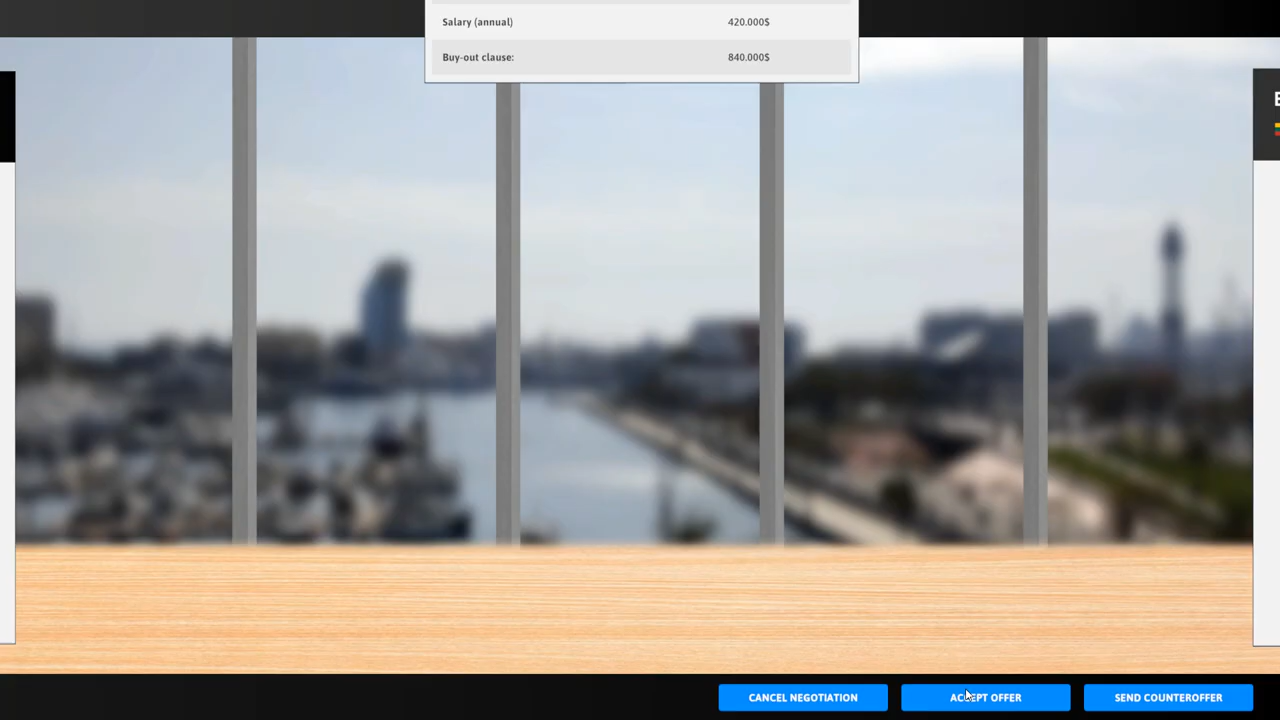 Salary (annual) 420.000$
Buy-out clause: 840.000$
CANCEL NEGOTIATION
ACCEPT OFFER
SEND COUNTEROFFER